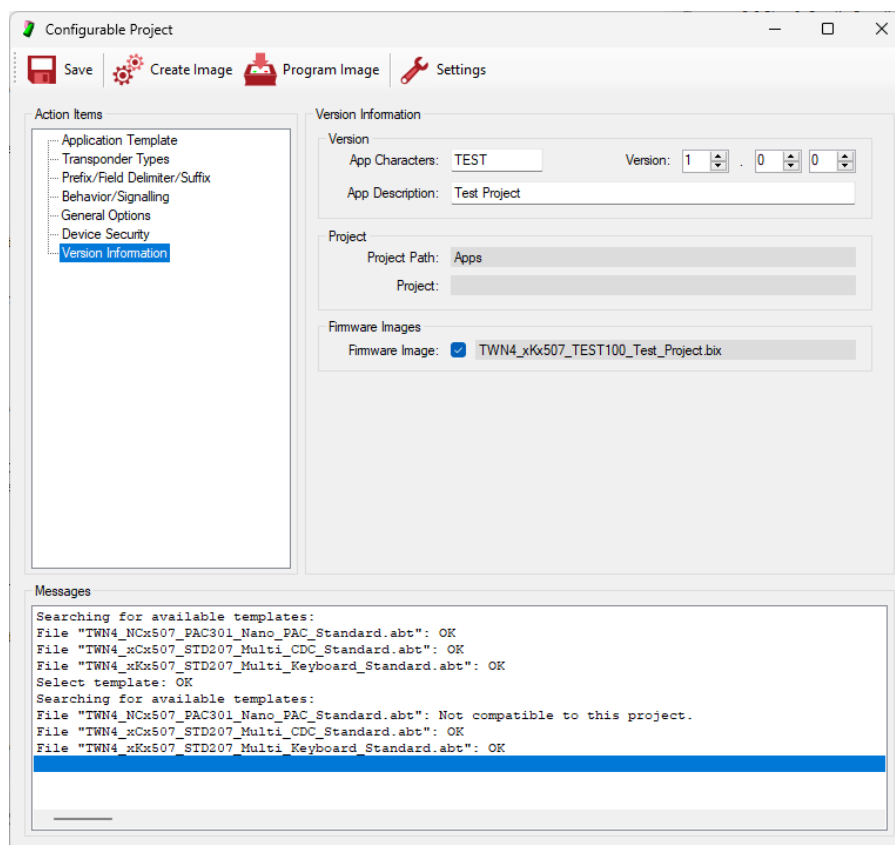 Configurable Project
Save Create Image Program Image Settings
Action Items
Application Template
Transponder Types
Prefix/Field Delimiter/Suffix
Behavior/Signalling
General Options
Device Security
Version Information
Version Information
Version
App Characters: TEST Version: 1 . 0 0
App Description: Test Project
Project
Project Path: Apps
Project:
Firmware Images
Firmware Image: TWN4_xKx507_TEST100_Test_Project.bix
Messages
Searching for available templates:
File "TWN4_NCx507_PAC301_Nano_PAC_Standard.abt": OK
File "TWN4_xCx507_STD207_Multi_CDC_Standard.abt": OK
File "TWN4_xKx507_STD207_Multi_Keyboard_Standard.abt": OK
Select template: OK
Searching for available templates:
File "TWN4_NCx507_PAC301_Nano_PAC_Standard.abt": Not compatible to this project.
File "TWN4_xCx507_STD207_Multi_CDC_Standard.abt": OK
File "TWN4_xKx507_STD207_Multi_Keyboard_Standard.abt": OK